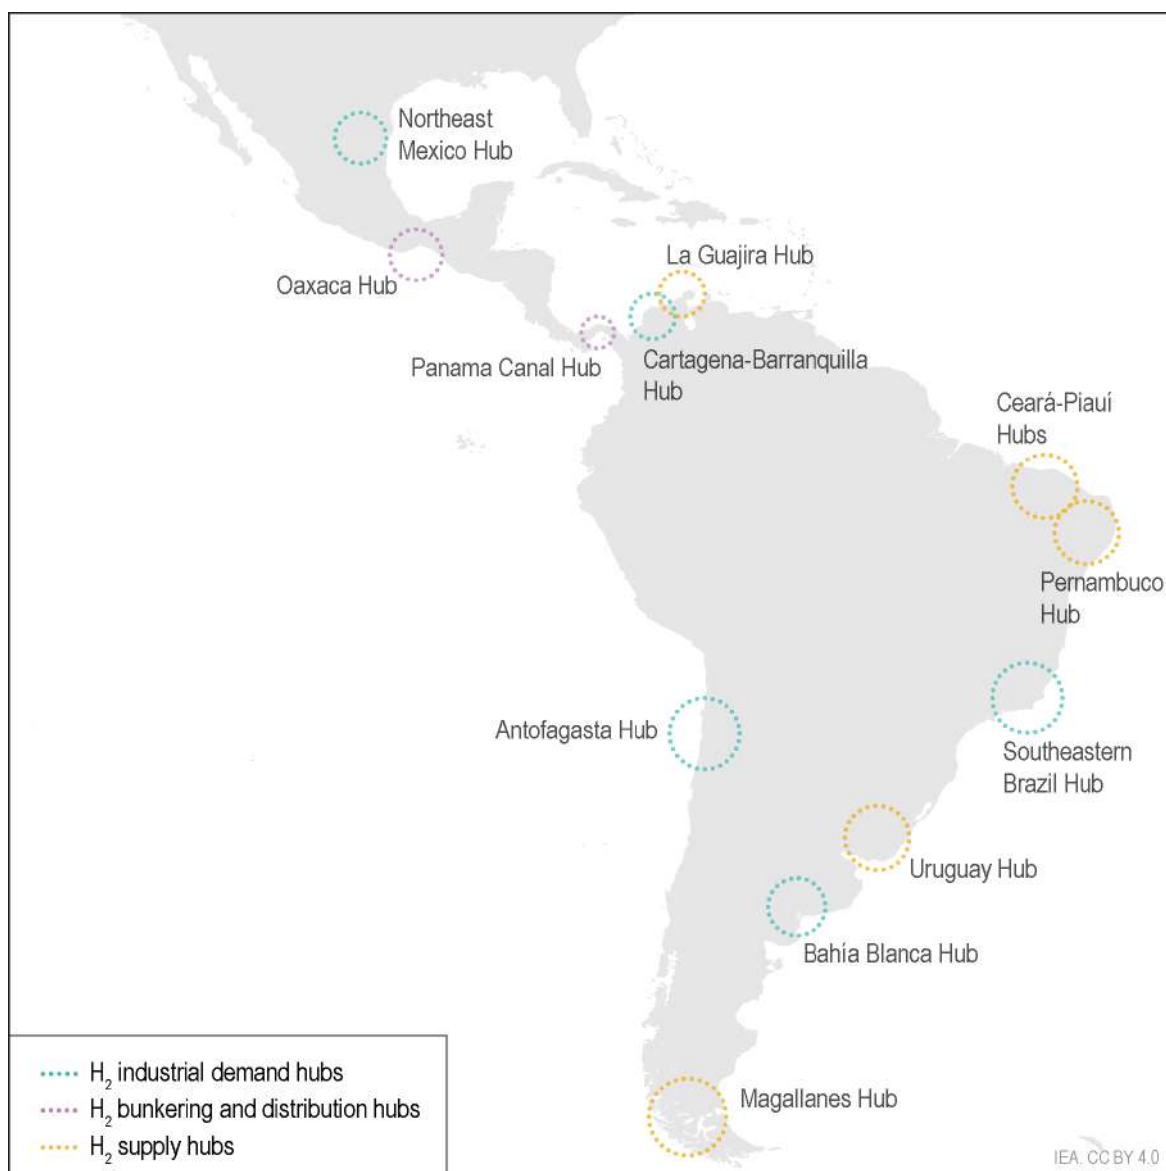 Northeast
Mexico Hub
La Guajira Hub
Oaxaca Hub
Panama Canal Hub
Cartagena-Barranquilla
Hub
Ceará-Piauí
Hubs
Pernambuco
Hub
Antofagasta Hub
Southeastern
Brazil Hub
Uruguay Hub
Bahía Blanca Hub
Magallanes Hub
H₂ industrial demand hubs
H₂ bunkering and distribution hubs
H₂ supply hubs
IEA. CC BY 4.0